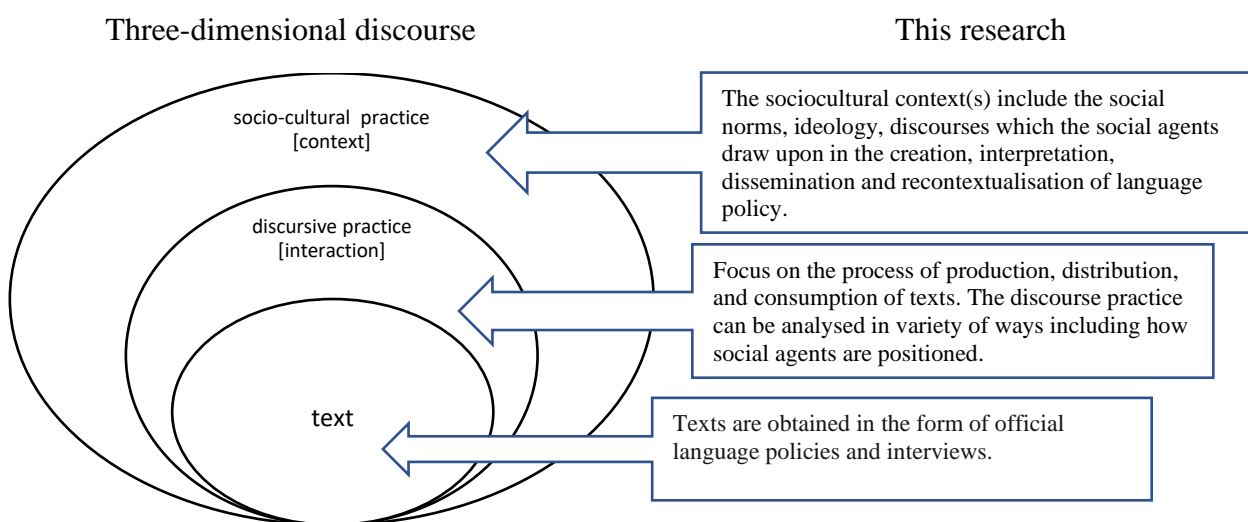 Three-dimensional discourse
This research
socio-cultural practice
[context]
The sociocultural context(s) include the social
norms, ideology, discourses which the social agents
draw upon in the creation, interpretation,
dissemination and recontextualisation of language
policy.
discursive practice
[interaction]
Focus on the process of production, distribution,
and consumption of texts. The discourse practice
can be analysed in variety of ways including how
social agents are positioned.
text
Texts are obtained in the form of official
language policies and interviews.